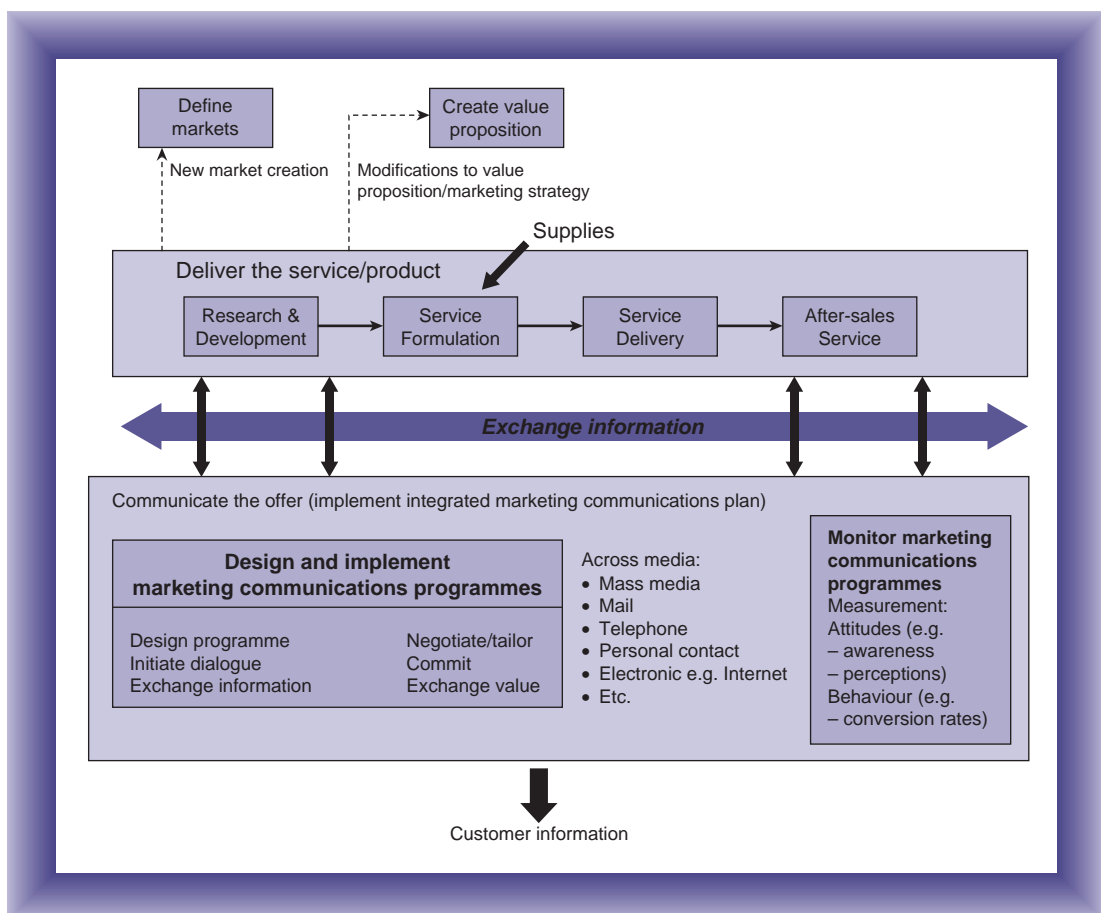 Define
markets
Create value
proposition
New market creation
Modifications to value
proposition/marketing strategy
Supplies
Deliver the service/product
Research &
Development
Service
Formulation
Service
Delivery
After-sales
Service
Exchange information
Communicate the offer (implement integrated marketing communications plan)
Design and implement
marketing communications programmes
Design programme
Initiate dialogue
Exchange information
Negotiate/tailor
Commit
Exchange value
Across media:
• Mass media
• Mail
• Telephone
• Personal contact
• Electronic e.g. Internet
• Etc.
Monitor marketing
communications
programmes
Measurement:
Attitudes (e.g.
– awareness
– perceptions)
Behaviour (e.g.
– conversion rates)
Customer information